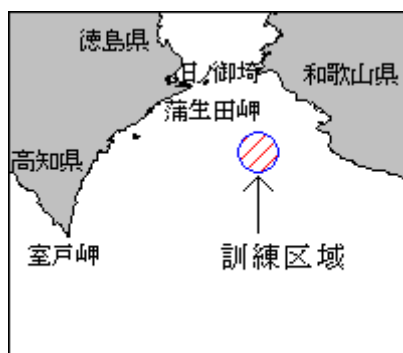 徳島県
日ノ御埼
和歌山県
蒲生田岬
高知県
室戸岬
訓練区域